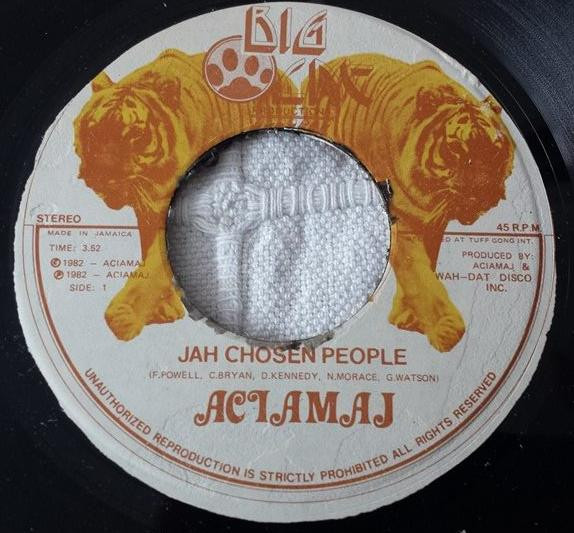 BIG
PRODUCTIONS
STEREO
45 R.P.M.
MADE IN JAMAICA
TIME: 3.52
Ⓒ 1982 — ACIAMAJ
Ⓟ 1982 — ACIAMAJ
SIDE: 1
ED AT TUFF GONG INT.
PRODUCED BY:
ACIAMAJ &
WAH-DAT DISCO
INC.
JAH CHOSEN PEOPLE
(F.POWELL, C.BRYAN, D.KENNEDY, N.MORACE, G.WATSON)
ACIAMAJ
UNAUTHORIZED REPRODUCTION IS STRICTLY PROHIBITED ALL RIGHTS RESERVED